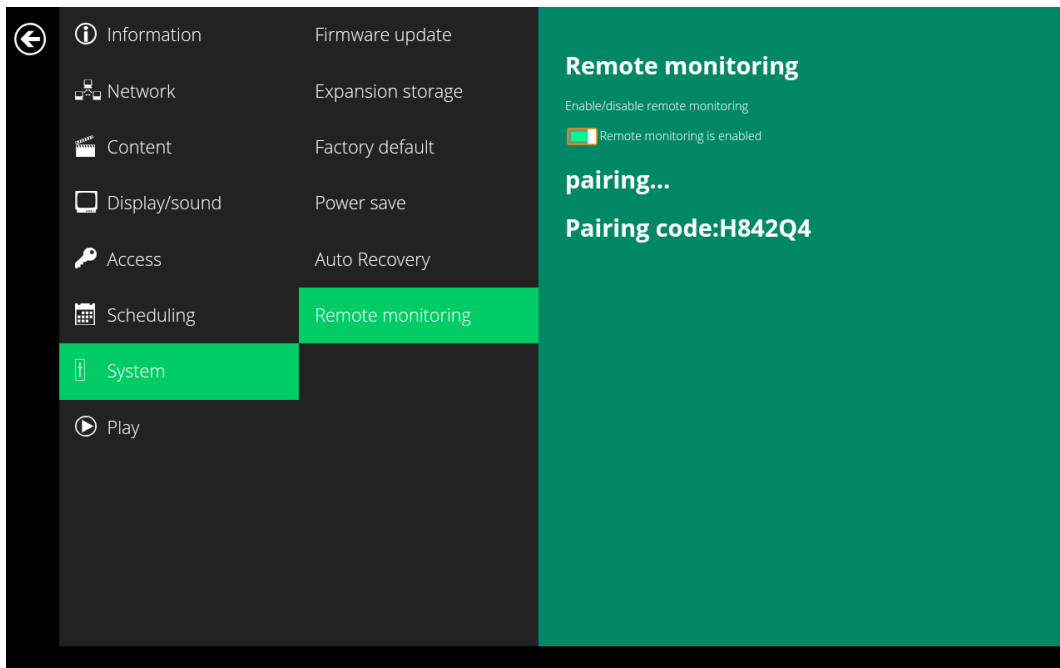 Information
Network
Content
Display/sound
Access
Scheduling
System
Play
Firmware update
Expansion storage
Factory default
Power save
Auto Recovery
Remote monitoring
Remote monitoring
Enable/disable remote monitoring
Remote monitoring is enabled
pairing...
Pairing code:H842Q4